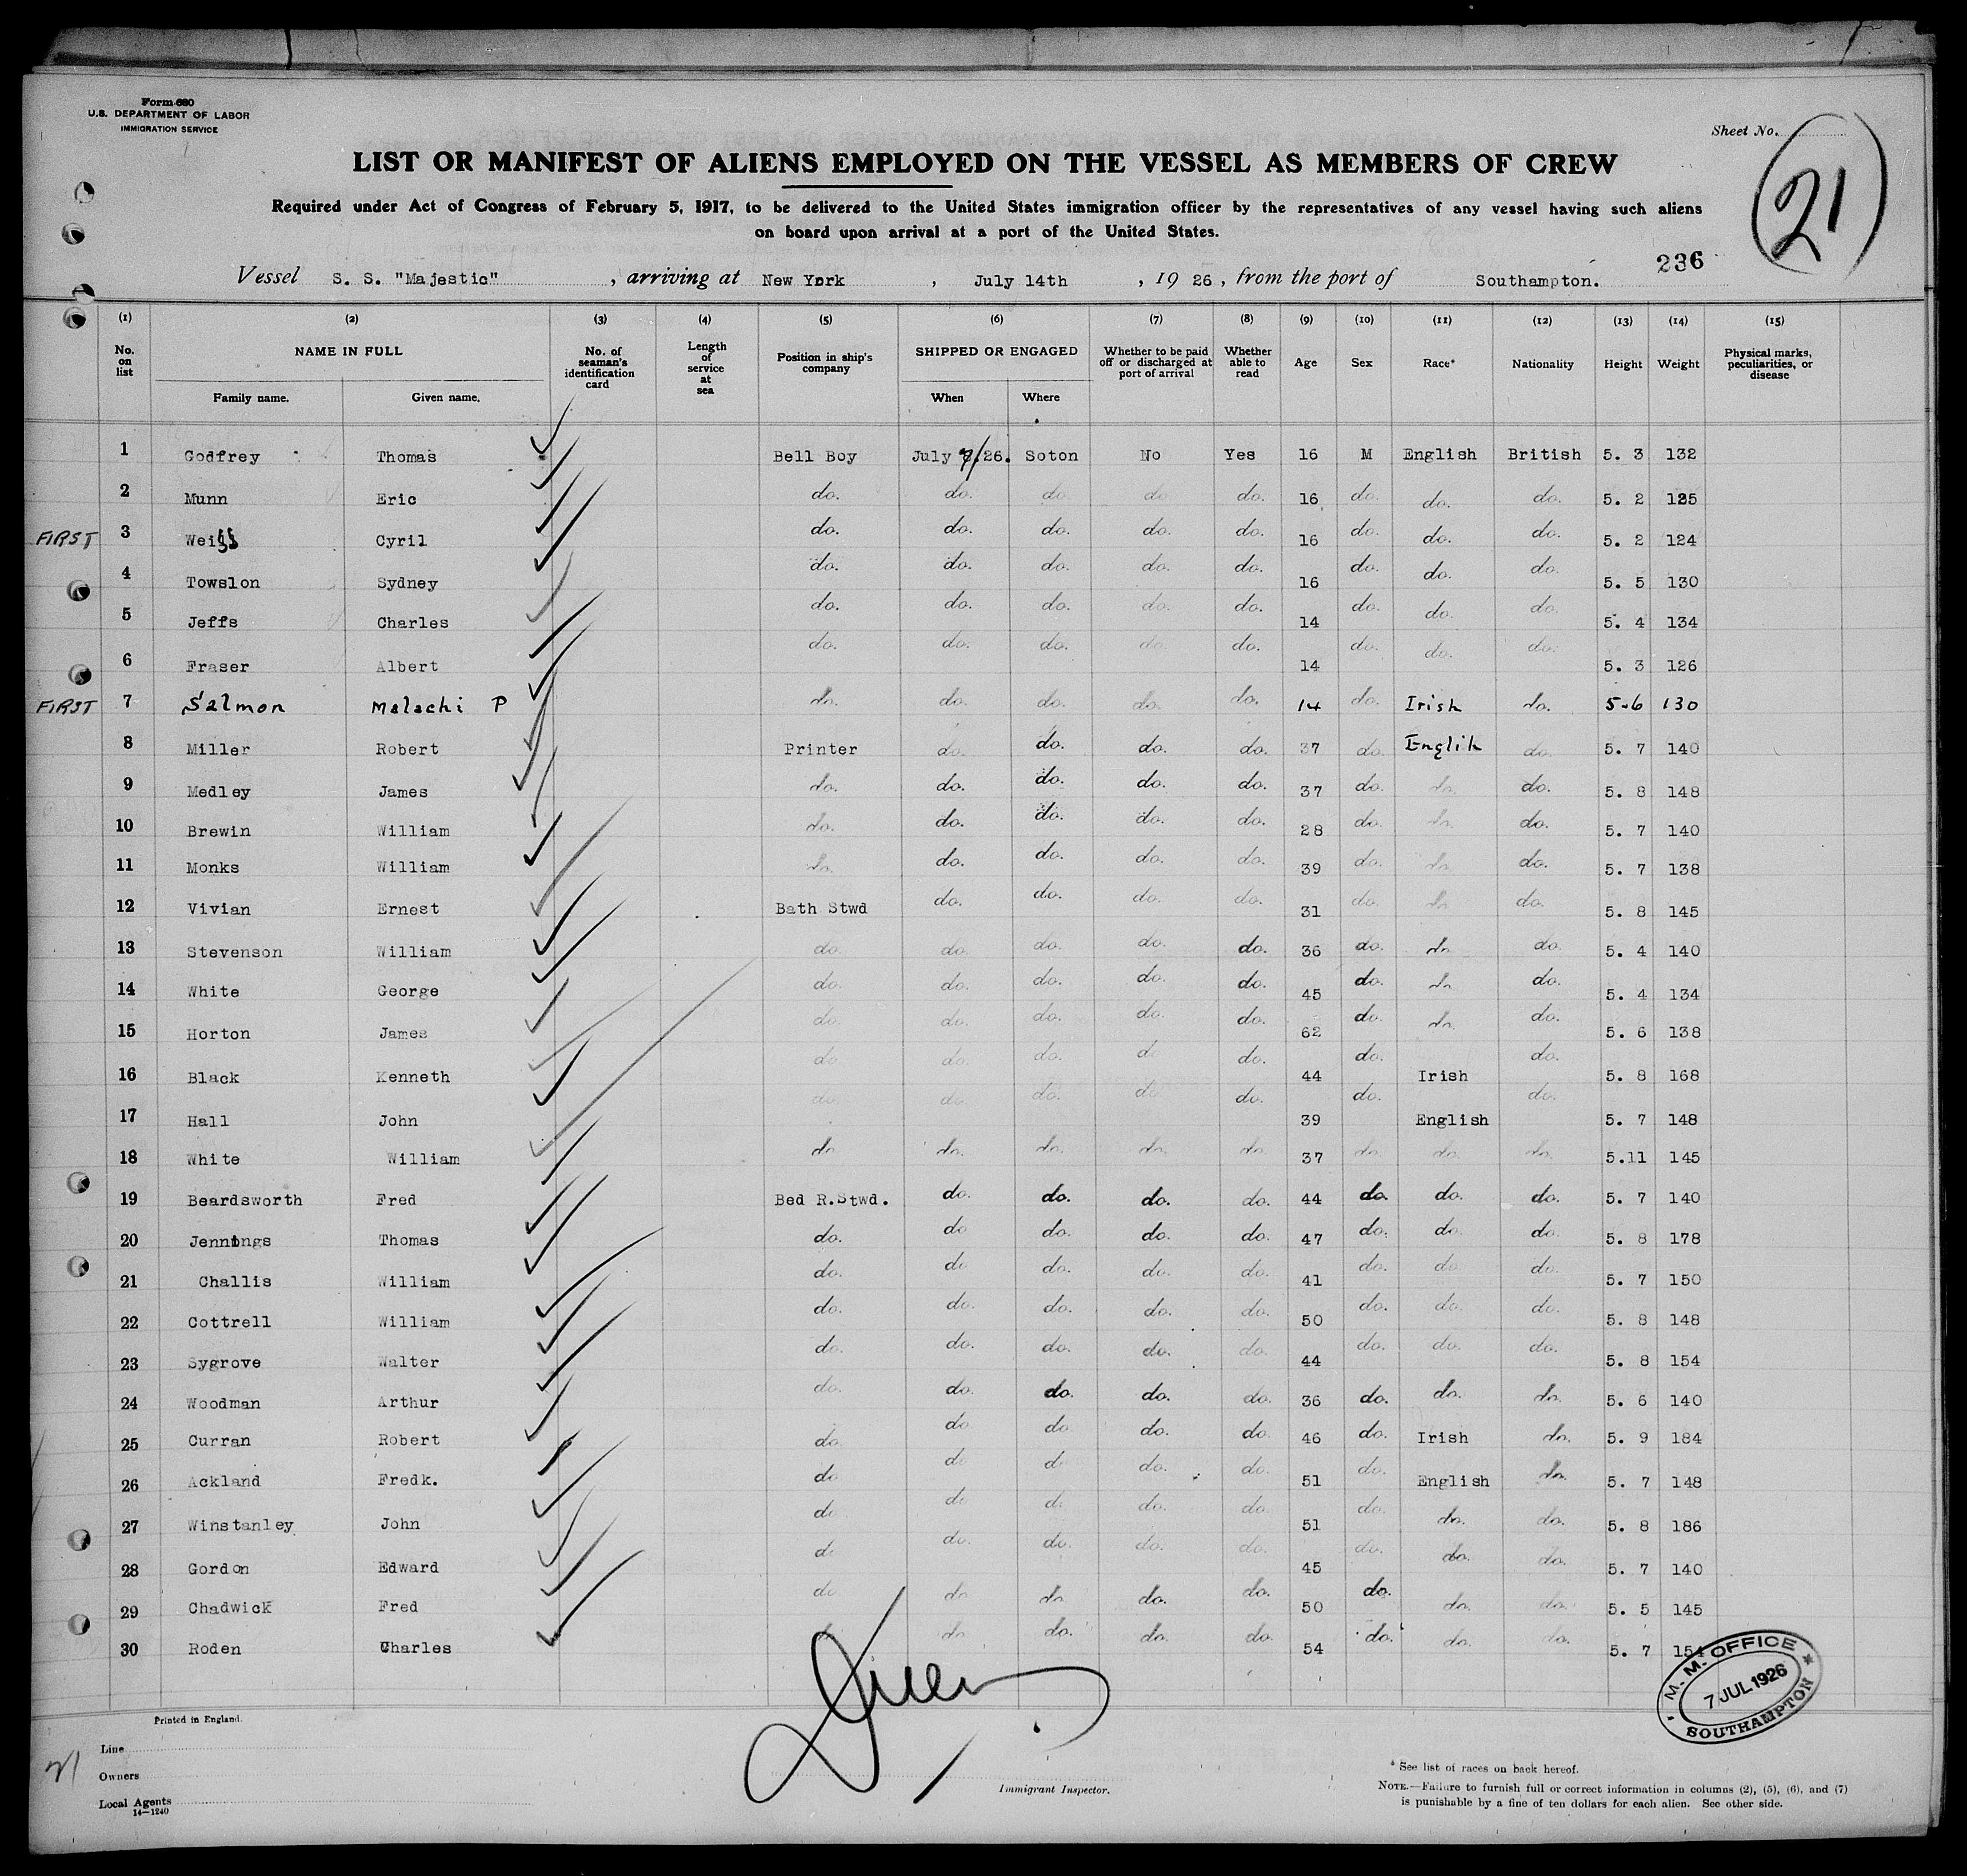 Form 680
U.S. DEPARTMENT OF LABOR
IMMIGRATION SERVICE
Sheet No.
21
LIST OR MANIFEST OF ALIENS EMPLOYED ON THE VESSEL AS MEMBERS OF CREW
Required under Act of Congress of February 5, 1917, to be delivered to the United States immigration officer by the representatives of any vessel having such aliens
on board upon arrival at a port of the United States.
236
Vessel S. S. "Majestic" , arriving at New York , July 14th , 19 26 , from the port of Southampton.
(1) (2) (3) (4) (5) (6) (7) (8) (9) (10) (11) (12) (13) (14) (15)
No. on list NAME IN FULL Family name. Given name. No. of seaman's identification card Length of service at sea Position in ship's company SHIPPED OR ENGAGED When Where Whether to be paid off or discharged at port of arrival Whether able to read Age Sex Race* Nationality Height Weight Physical marks, peculiarities, or disease
1 Godfrey Thomas Bell Boy July 7/26. Soton No Yes 16 M English British 5. 3 132
2 Munn Eric do. do. do. do. do. 16 do. do. do. 5. 2 125
FIRST 3 Weiss Cyril do. do. do. do. do. 16 do. do. do. 5. 2 124
4 Towslon Sydney do. do. do. do. do. 16 do. do. do. 5. 5 130
5 Jeffs Charles do. do. do. do. do. 14 do. do. do. 5. 4 134
6 Fraser Albert do. do. do. do. do. 14 do. do. do. 5. 3 126
FIRST 7 Salmon Malachi P do. do. do. do. do. 14 do. Irish do. 5-6 130
8 Miller Robert Printer do. do. do. do. 37 do. English do. 5. 7 140
9 Medley James do. do. do. do. do. 37 do. do. do. 5. 8 148
10 Brewin William do. do. do. do. do. 28 do. do. do. 5. 7 140
11 Monks William do. do. do. do. do. 39 do. do. do. 5. 7 138
12 Vivian Ernest Bath Stwd do. do. do. do. 31 do. do. do. 5. 8 145
13 Stevenson William do. do. do. do. do. 36 do. do. do. 5. 4 140
14 White George do. do. do. do. do. 45 do. do. do. 5. 4 134
15 Horton James do. do. do. do. do. 62 do. do. do. 5. 6 138
16 Black Kenneth do. do. do. do. do. 44 do. Irish do. 5. 8 168
17 Hall John do. do. do. do. do. 39 do. English do. 5. 7 148
18 White William do. do. do. do. do. 37 do. do. do. 5.11 145
19 Beardsworth Fred Bed R.Stwd. do. do. do. do. 44 do. do. do. 5. 7 140
20 Jennings Thomas do. do. do. do. do. 47 do. do. do. 5. 8 178
21 Challis William do. do. do. do. do. 41 do. do. do. 5. 7 150
22 Cottrell William do. do. do. do. do. 50 do. do. do. 5. 8 148
23 Sygrove Walter do. do. do. do. do. 44 do. do. do. 5. 8 154
24 Woodman Arthur do. do. do. do. do. 36 do. do. do. 5. 6 140
25 Curran Robert do. do. do. do. do. 46 do. Irish do. 5. 9 184
26 Ackland Fredk. do. do. do. do. do. 51 do. English do. 5. 7 148
27 Winstanley John do. do. do. do. do. 51 do. do. do. 5. 8 186
28 Gordon Edward do. do. do. do. do. 45 do. do. do. 5. 7 140
29 Chadwick Fred do. do. do. do. do. 50 do. do. do. 5. 5 145
30 Roden Charles do. do. do. do. do. 54 do. do. do. 5. 7 154
M. M. OFFICE
7 JUL 1926
SOUTHAMPTON
Printed in England.
21
Line
Owners
Local Agents
14-1240
Immigrant Inspector.
* See list of races on back hereof.
NOTE.—Failure to furnish full or correct information in columns (2), (5), (6), and (7)
is punishable by a fine of ten dollars for each alien. See other side.